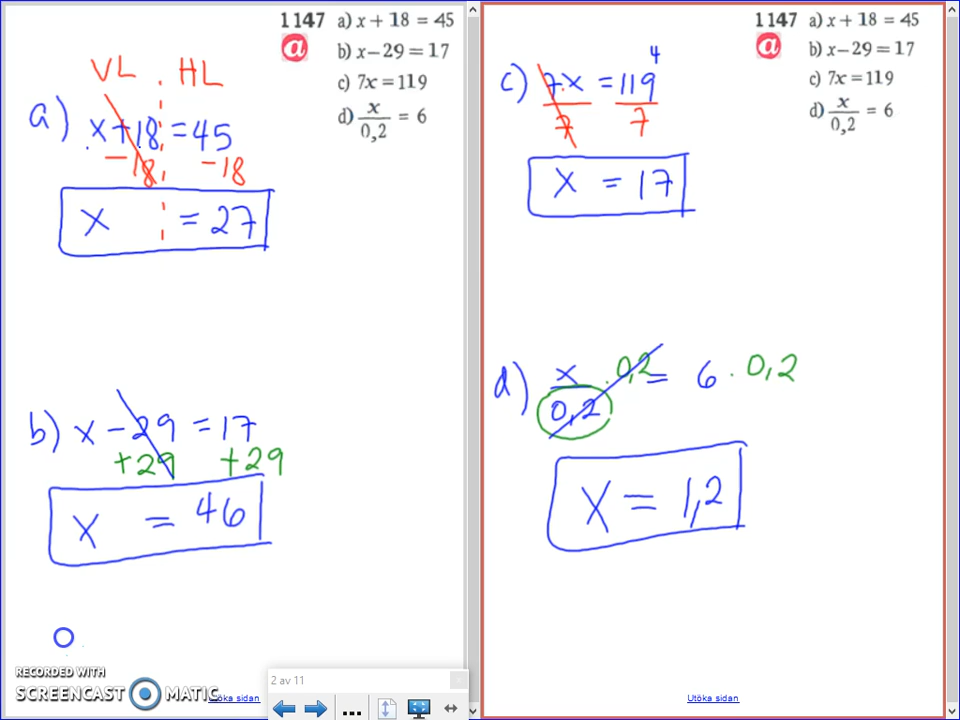 1147 a) x + 18 = 45
a b) x − 29 = 17
c) 7x = 119
d) x/0,2 = 6
VL HL
a) x + 18 = 45
− 18 − 18
x = 27
b) x − 29 = 17
+29 +29
x = 46
RECORDED WITH
SCREENCAST MATIC
Utöka sidan
2 av 11
1147 a) x + 18 = 45
a b) x − 29 = 17
c) 7x = 119
d) x/0,2 = 6
c) 7·x/7 = 119/7
4
x = 17
d) x/0,2 · 0,2 = 6 · 0,2
x = 1,2
Utöka sidan